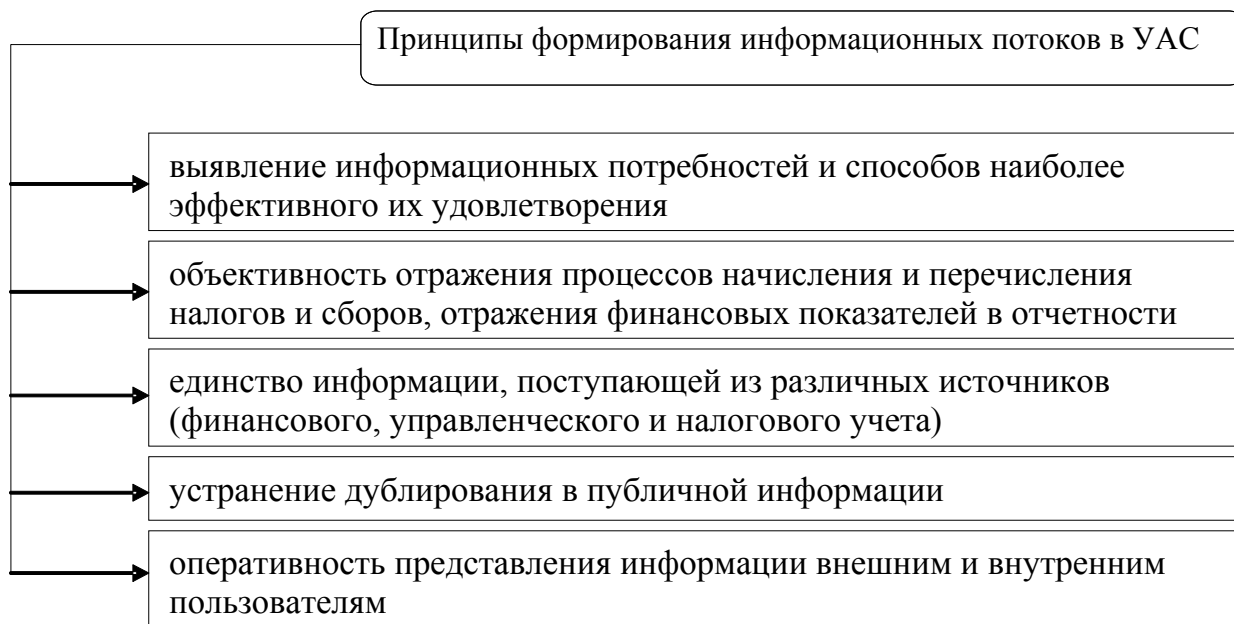 Принципы формирования информационных потоков в УАС
выявление информационных потребностей и способов наиболее
эффективного их удовлетворения
объективность отражения процессов начисления и перечисления
налогов и сборов, отражения финансовых показателей в отчетности
единство информации, поступающей из различных источников
(финансового, управленческого и налогового учета)
устранение дублирования в публичной информации
оперативность представления информации внешним и внутренним
пользователям